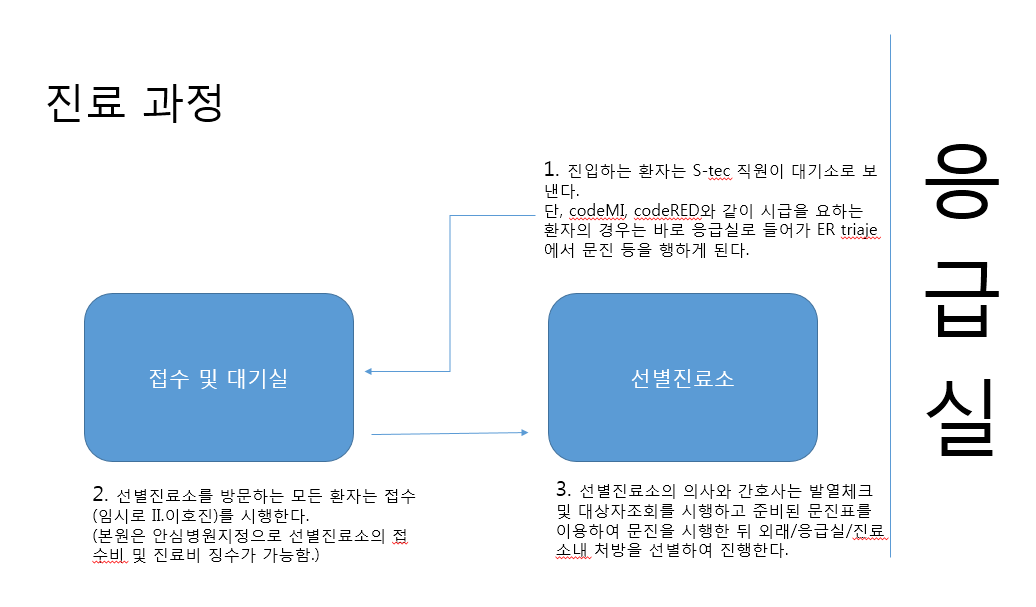 진료 과정
1. 진입하는 환자는 S-tec 직원이 대기소로 보
낸다.
단, codeMI, codeRED와 같이 시급을 요하는
환자의 경우는 바로 응급실로 들어가 ER triaje
에서 문진 등을 행하게 된다.
접수 및 대기실
선별진료소
2. 선별진료소를 방문하는 모든 환자는 접수
(임시로 II.이호진)를 시행한다.
(본원은 안심병원지정으로 선별진료소의 접
수비 및 진료비 징수가 가능함.)
3. 선별진료소의 의사와 간호사는 발열체크
및 대상자조회를 시행하고 준비된 문진표를
이용하여 문진을 시행한 뒤 외래/응급실/진료
소내 처방을 선별하여 진행한다.
응
급
실